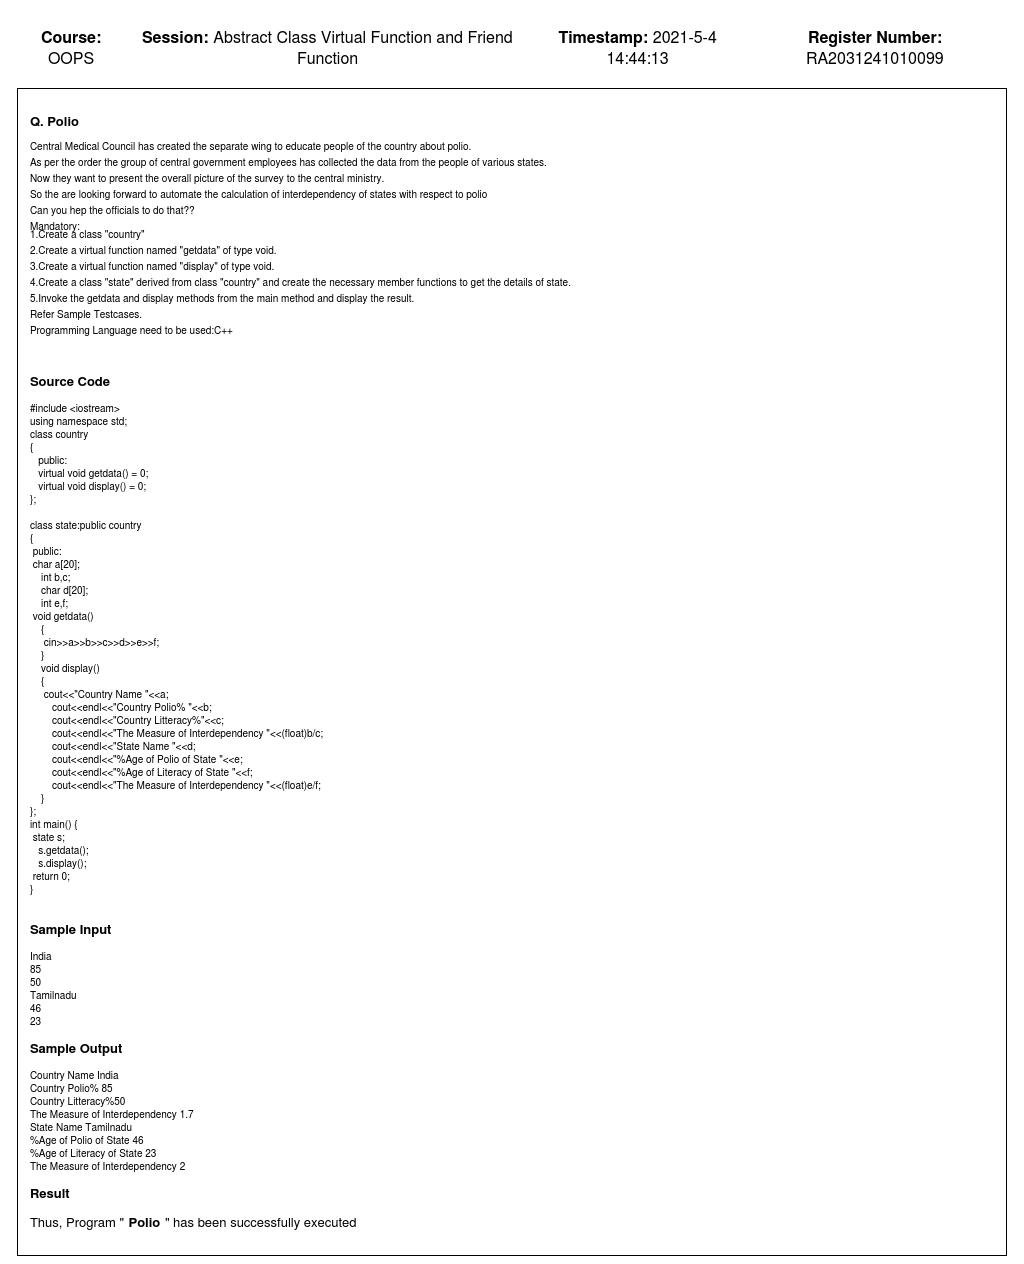 Course:
OOPS
Session: Abstract Class Virtual Function and Friend
Function
Timestamp: 2021-5-4
14:44:13
Register Number:
RA2031241010099
Q. Polio
Central Medical Council has created the separate wing to educate people of the country about polio.
As per the order the group of central government employees has collected the data from the people of various states.
Now they want to present the overall picture of the survey to the central ministry.
So the are looking forward to automate the calculation of interdependency of states with respect to polio
Can you hep the officials to do that??
Mandatory:
1.Create a class "country"
2.Create a virtual function named "getdata" of type void.
3.Create a virtual function named "display" of type void.
4.Create a class "state" derived from class "country" and create the necessary member functions to get the details of state.
5.Invoke the getdata and display methods from the main method and display the result.
Refer Sample Testcases.
Programming Language need to be used:C++
Source Code
#include <iostream>
using namespace std;
class country
{
public:
virtual void getdata() = 0;
virtual void display() = 0;
};
class state:public country
{
public:
char a[20];
int b,c;
char d[20];
int e,f;
void getdata()
{
cin>>a>>b>>c>>d>>e>>f;
}
void display()
{
cout<<"Country Name "<<a;
cout<<endl<<"Country Polio% "<<b;
cout<<endl<<"Country Litteracy%"<<c;
cout<<endl<<"The Measure of Interdependency "<<(float)b/c;
cout<<endl<<"State Name "<<d;
cout<<endl<<"%Age of Polio of State "<<e;
cout<<endl<<"%Age of Literacy of State "<<f;
cout<<endl<<"The Measure of Interdependency "<<(float)e/f;
}
};
int main() {
state s;
s.getdata();
s.display();
return 0;
}
Sample Input
India
85
50
Tamilnadu
46
23
Sample Output
Country Name India
Country Polio% 85
Country Litteracy%50
The Measure of Interdependency 1.7
State Name Tamilnadu
%Age of Polio of State 46
%Age of Literacy of State 23
The Measure of Interdependency 2
Result
Thus, Program " Polio " has been successfully executed